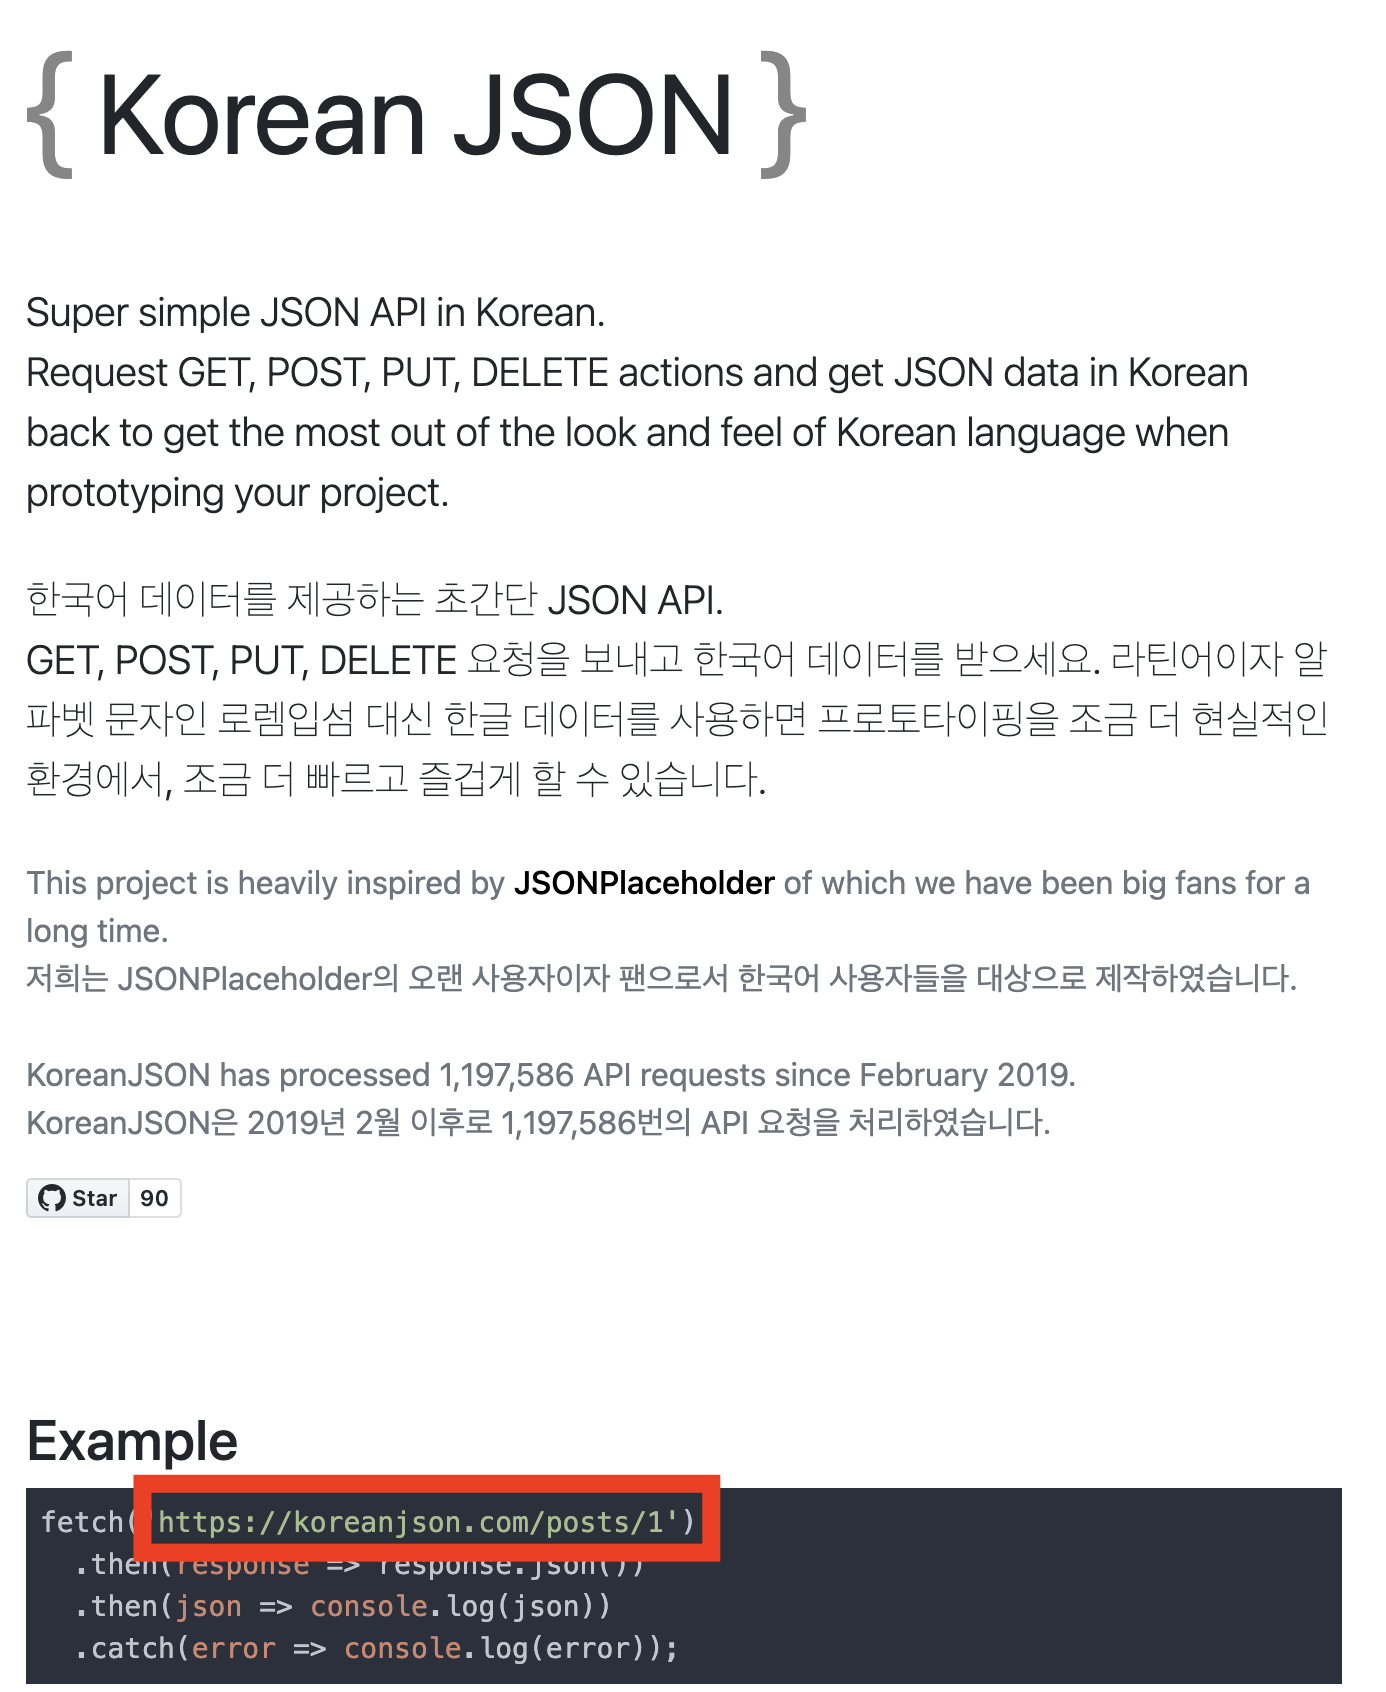 { Korean JSON }
Super simple JSON API in Korean.
Request GET, POST, PUT, DELETE actions and get JSON data in Korean
back to get the most out of the look and feel of Korean language when
prototyping your project.
한국어 데이터를 제공하는 초간단 JSON API.
GET, POST, PUT, DELETE 요청을 보내고 한국어 데이터를 받으세요. 라틴어이자 알
파벳 문자인 로렘입섬 대신 한글 데이터를 사용하면 프로토타이핑을 조금 더 현실적인
환경에서, 조금 더 빠르고 즐겁게 할 수 있습니다.
This project is heavily inspired by JSONPlaceholder of which we have been big fans for a
long time.
저희는 JSONPlaceholder의 오랜 사용자이자 팬으로서 한국어 사용자들을 대상으로 제작하였습니다.
KoreanJSON has processed 1,197,586 API requests since February 2019.
KoreanJSON은 2019년 2월 이후로 1,197,586번의 API 요청을 처리하였습니다.
Star 90
Example
fetch('https://koreanjson.com/posts/1')
.then(response => response.json())
.then(json => console.log(json))
.catch(error => console.log(error));